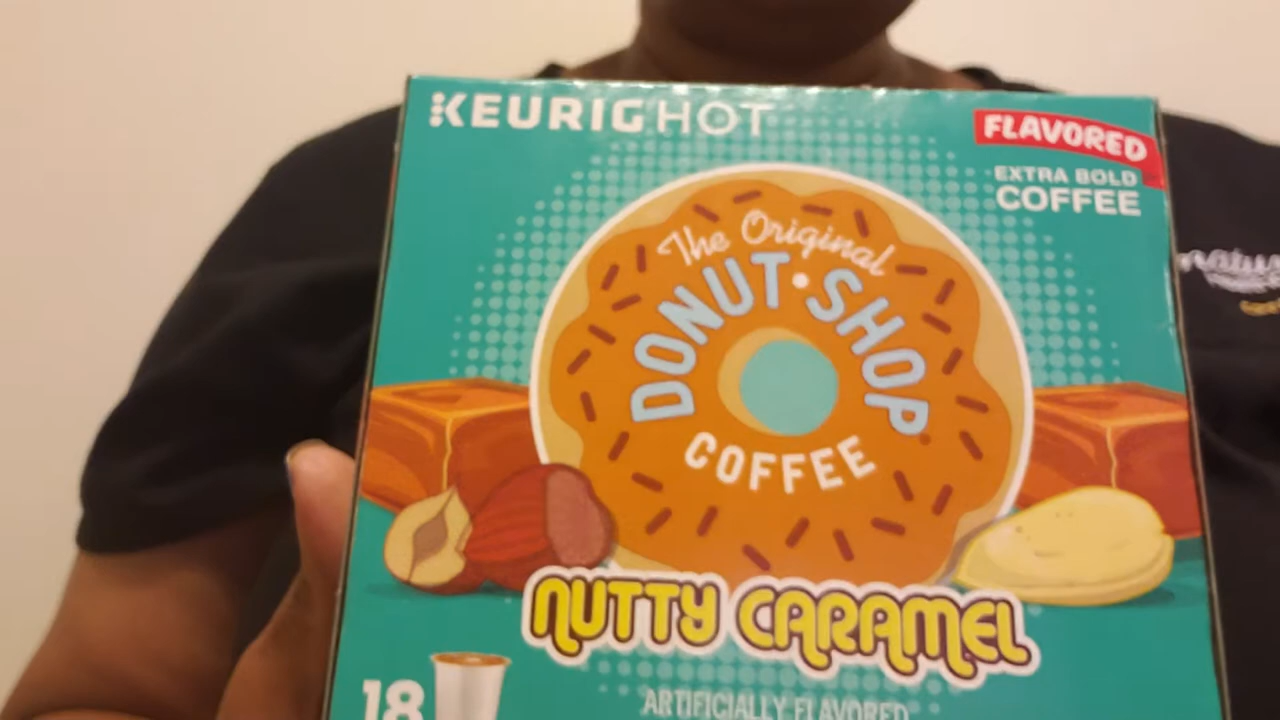 KEURIG HOT
FLAVORED
EXTRA BOLD
COFFEE
The Original
DONUT·SHOP
COFFEE
NUTTY CARAMEL
18
ARTIFICIALLY FLAVORED